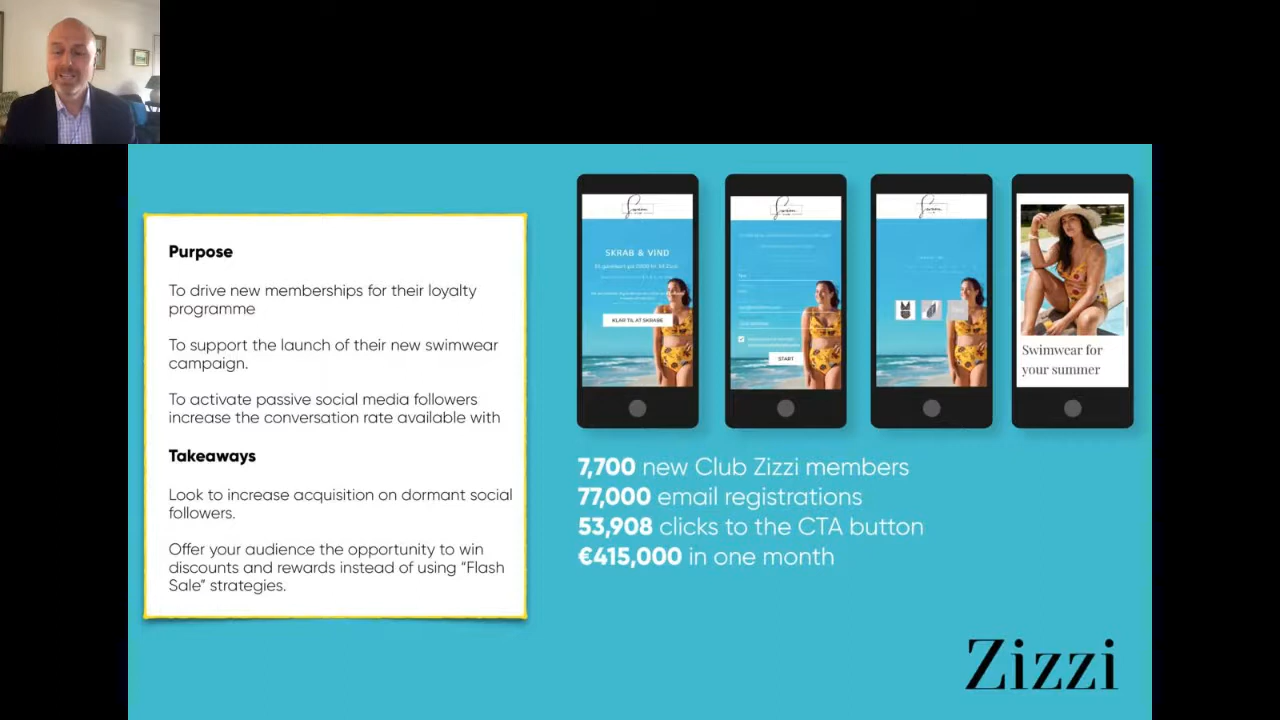 Purpose
To drive new memberships for their loyalty
programme
To support the launch of their new swimwear
campaign.
To activate passive social media followers
increase the conversation rate available with
Takeaways
Look to increase acquisition on dormant social
followers.
Offer your audience the opportunity to win
discounts and rewards instead of using “Flash
Sale” strategies.
SKRAB & VIND
KLAR TIL AT SKRABE
START
Swimwear for
your summer
7,700 new Club Zizzi members
77,000 email registrations
53,908 clicks to the CTA button
€415,000 in one month
Zizzi